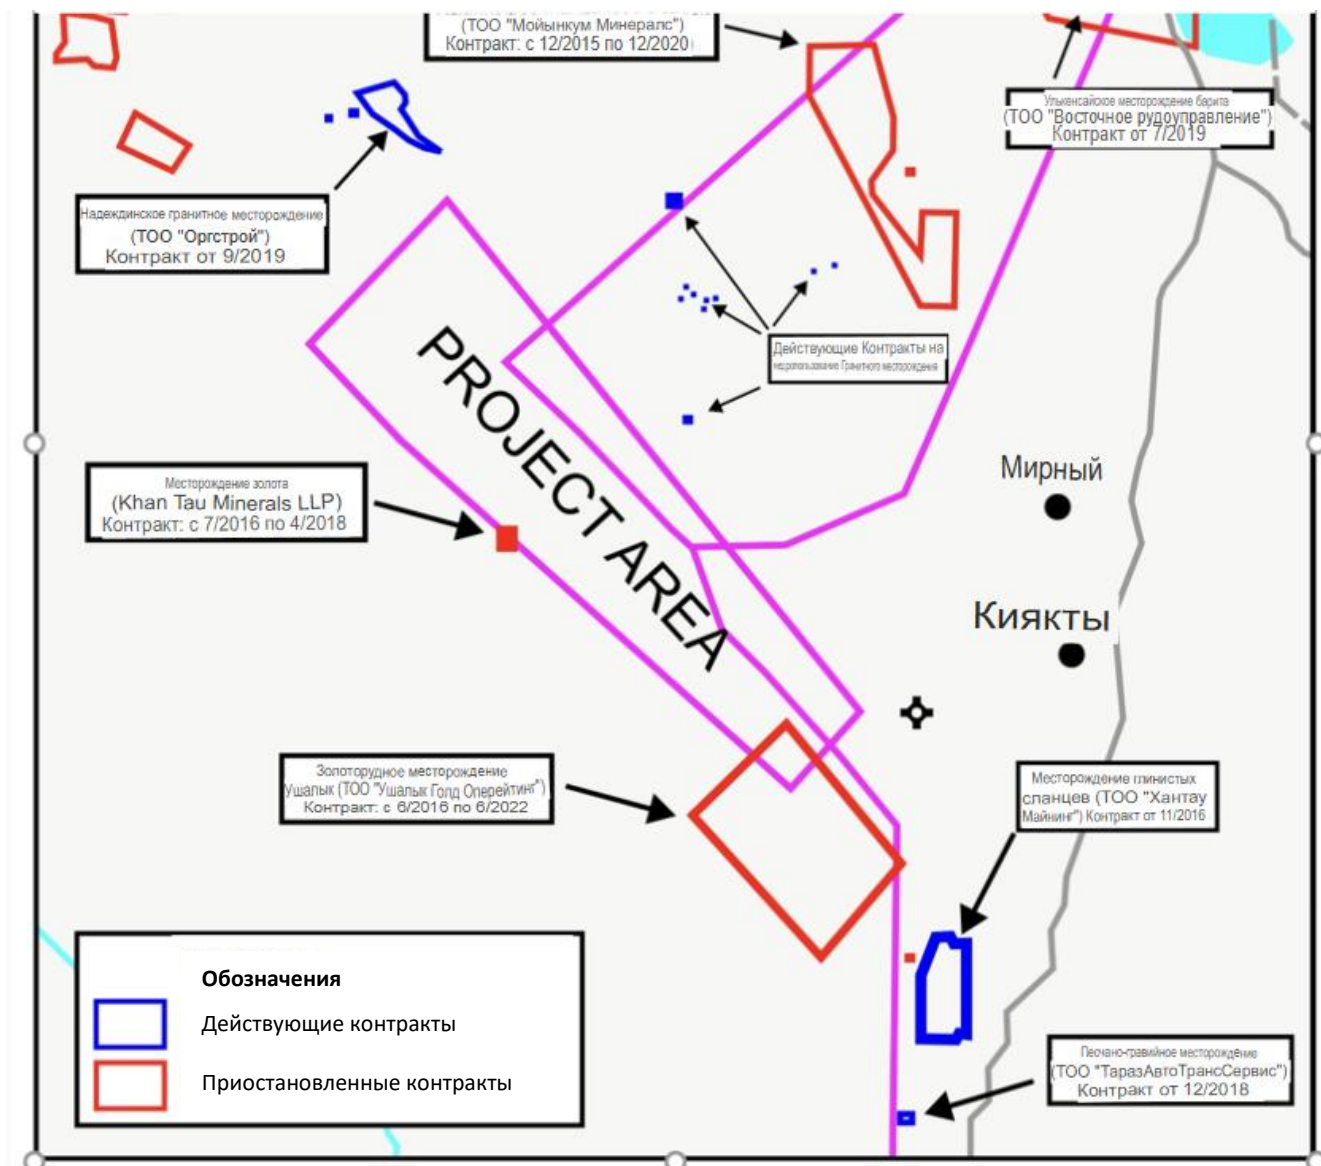 (ТОО "Мойынкум Минералс")
Контракт: с 12/2015 по 12/2020
Улькенсайское месторождение барита
(ТОО "Восточное рудоуправление")
Контракт от 7/2019
Надеждинское гранитное месторождение
(ТОО "Оргстрой")
Контракт от 9/2019
Действующие Контракты на
недропользование Гранитного месторождения
PROJECT AREA
Мирный
Месторождение золота
(Khan Tau Minerals LLP)
Контракт: с 7/2016 по 4/2018
Киякты
Золоторудное месторождение
Ушалык (ТОО "Ушалык Голд Оперейтинг")
Контракт: с 6/2016 по 6/2022
Месторождение глинистых
сланцев (ТОО "Хантау
Майнинг") Контракт от 11/2016
Обозначения
Действующие контракты
Приостановленные контракты
Песчано-гравийное месторождение
(ТОО "ТаразАвтоТрансСервис")
Контракт от 12/2018